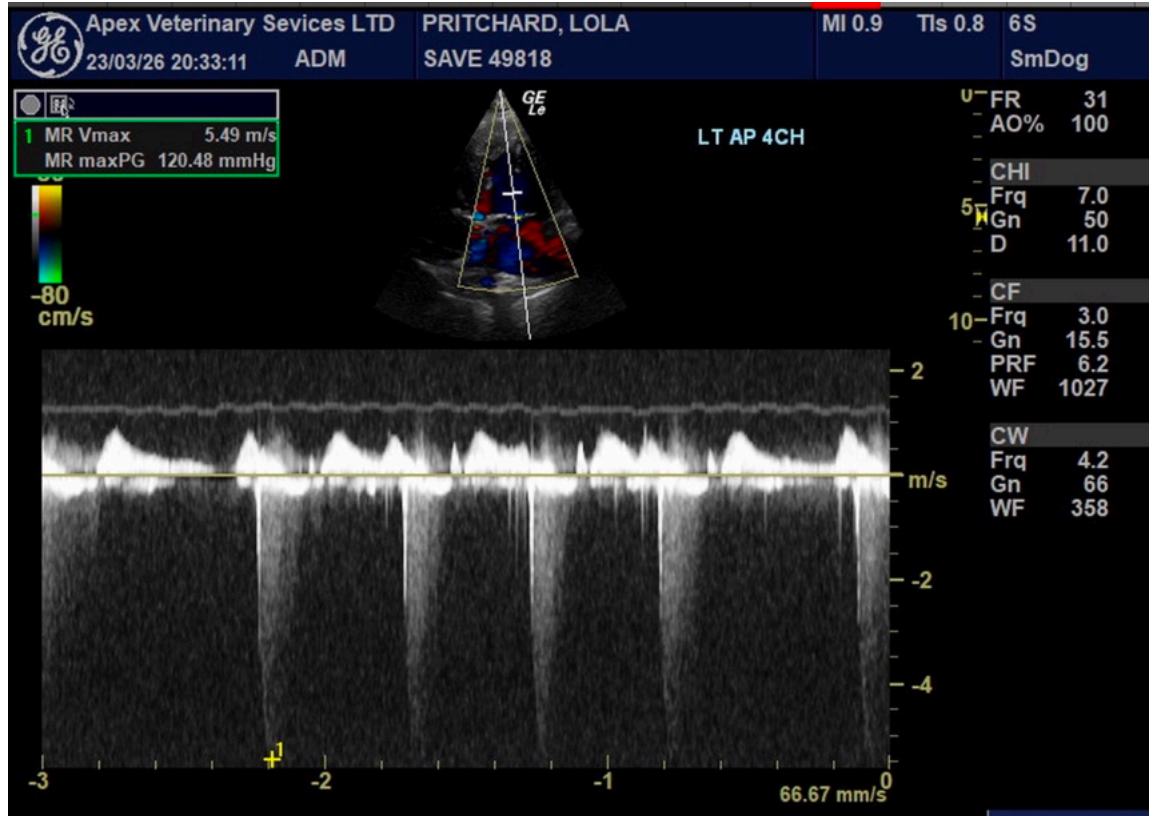 Apex Veterinary Sevices LTD PRITCHARD, LOLA MI 0.9 TIs 0.8 6S
23/03/26 20:33:11 ADM SAVE 49818 SmDog
1 MR Vmax 5.49 m/s
MR maxPG 120.48 mmHg
-80
cm/s
GE
LT AP 4CH
0
5
10
FR 31
AO% 100
CHI
Frq 7.0
Gn 50
D 11.0
CF
Frq 3.0
Gn 15.5
PRF 6.2
WF 1027
CW
Frq 4.2
Gn 66
WF 358
2
m/s
-2
-4
1
-3 -2 -1 0
66.67 mm/s